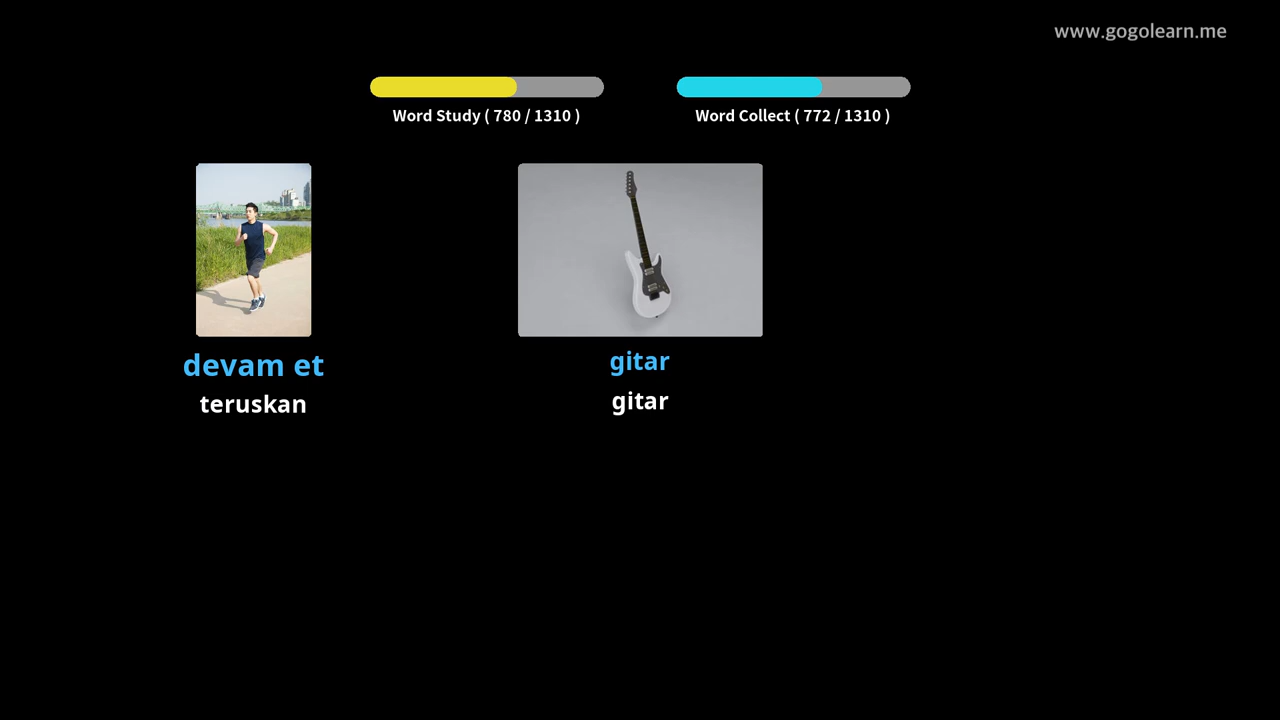 www.gogolearn.me
Word Study ( 780 / 1310 )
Word Collect ( 772 / 1310 )
devam et
teruskan
gitar
gitar